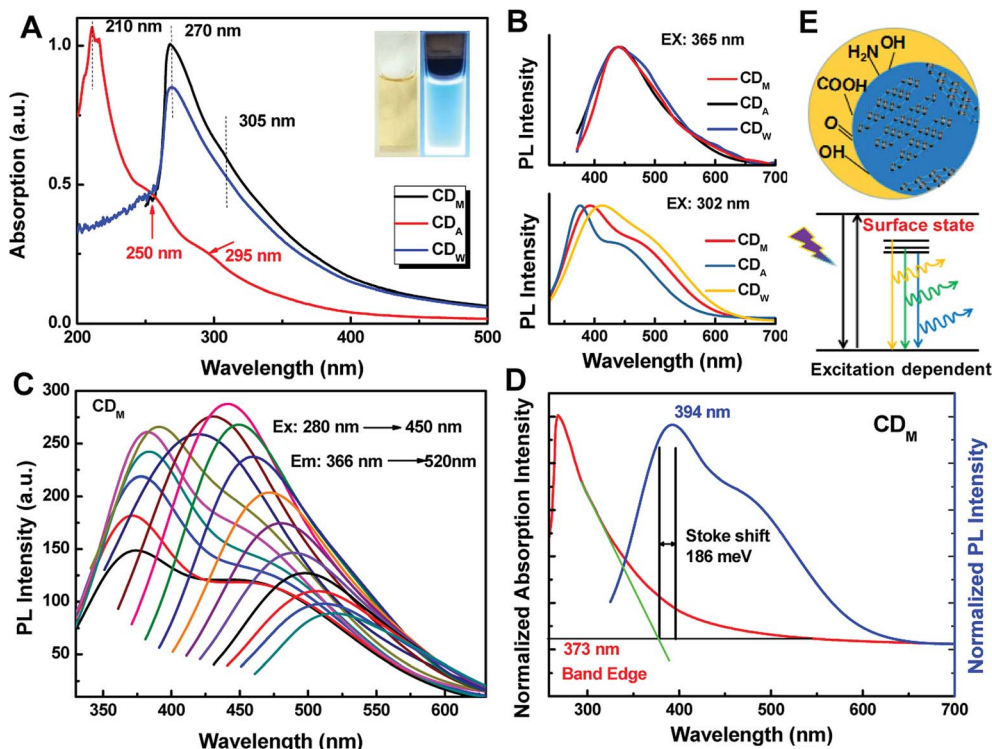 A
210 nm
270 nm
305 nm
250 nm
295 nm
CDM
CDA
CDW
Absorption (a.u.)
1.0
0.5
0.0
200 300 400 500
Wavelength (nm)
B
EX: 365 nm
CDM
CDA
CDW
PL Intensity
400 500 600 700
EX: 302 nm
CDM
CDA
CDW
PL Intensity
400 500 600 700
Wavelength (nm)
E
H2N
OH
COOH
O
OH
Surface state
Excitation dependent
C
CDM
Ex: 280 nm → 450 nm
Em: 366 nm → 520nm
PL Intensity (a.u.)
300
250
200
150
100
50
350 400 450 500 550 600
Wavelength (nm)
D
394 nm
CDM
Stoke shift
186 meV
373 nm
Band Edge
Normalized Absorption Intensity
Normalized PL Intensity
300 400 500 600 700
Wavelength (nm)